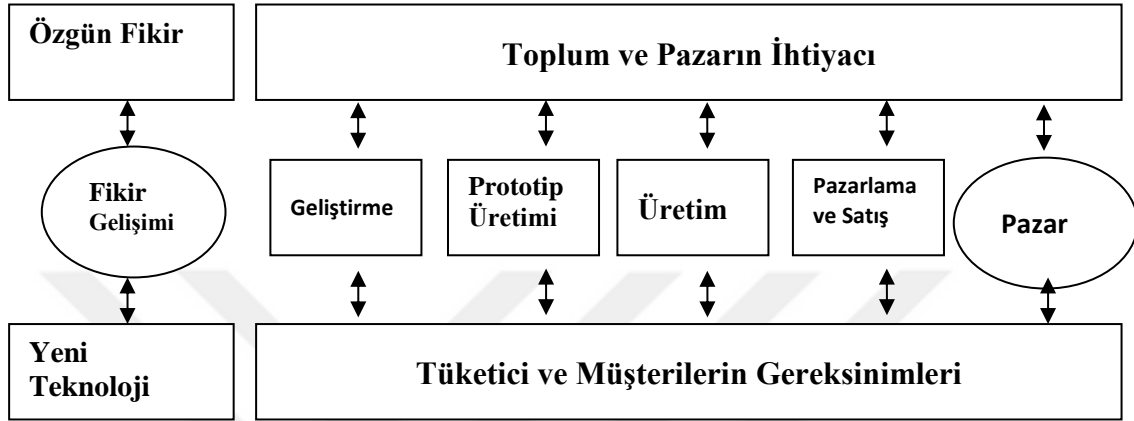 Özgün Fikir
Toplum ve Pazarın İhtiyacı
Fikir
Gelişimi
Geliştirme
Prototip
Üretimi
Üretim
Pazarlama
ve Satış
Pazar
Yeni
Teknoloji
Tüketici ve Müşterilerin Gereksinimleri